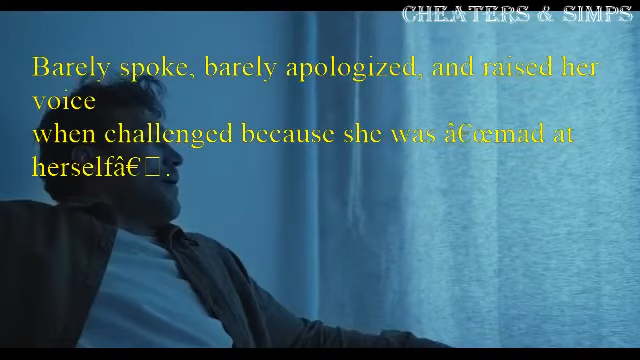 CHEATERS & SIMPS
Barely spoke, barely apologized, and raised her
voice
when challenged because she was â€œmad at
herselfâ€□.